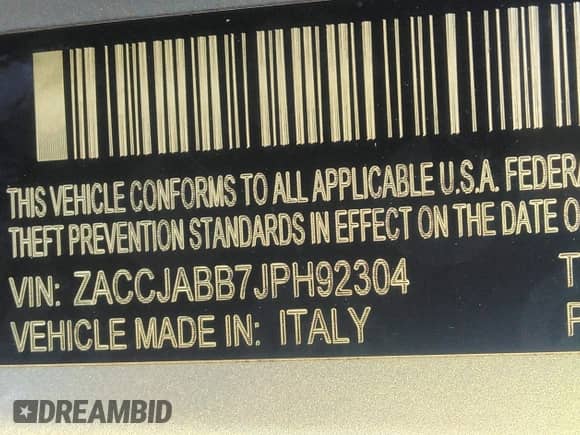 THIS VEHICLE CONFORMS TO ALL APPLICABLE U.S.A. FEDERA
THEFT PREVENTION STANDARDS IN EFFECT ON THE DATE O
VIN: ZACCJABB7JPH92304 T
VEHICLE MADE IN: ITALY
DREAMBID